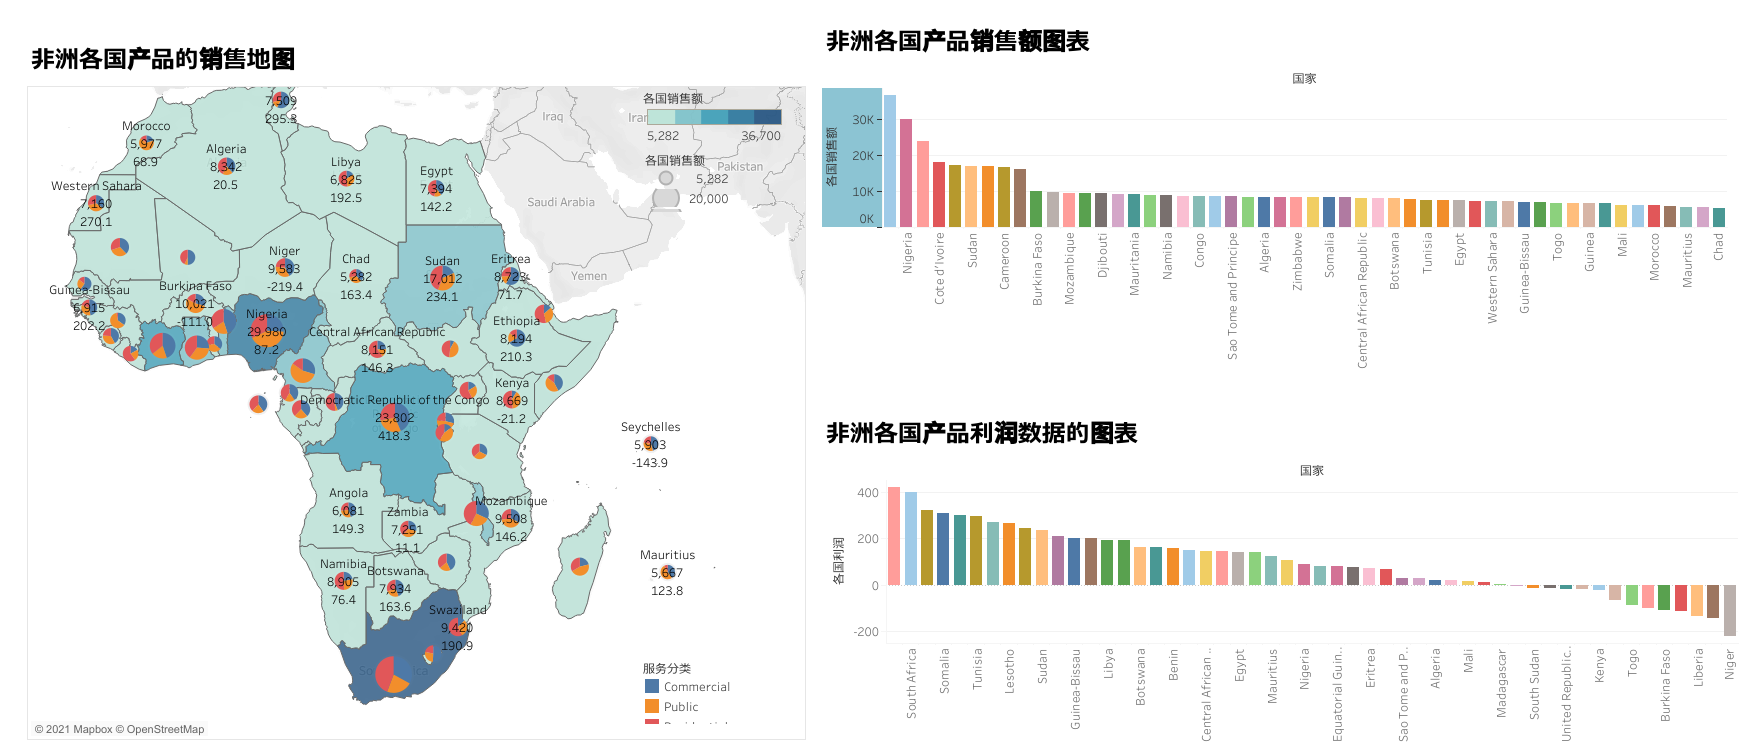 非洲各国产品的销售地图
7,509
295.3
Morocco
5,977
68.9
Algeria
8,342
20.5
Libya
6,825
192.5
Egypt
7,394
142.2
Western Sahara
7,160
270.1
Iraq
Iran
Pakistan
Saudi Arabia
Yemen
各国销售额
5,282
36,700
各国销售额
5,282
20,000
Niger
9,583
-219.4
Chad
5,282
163.4
Sudan
17,012
234.1
Eritrea
8,723
71.7
Guinea-Bissau
6,915
202.2
Burkina Faso
10,021
-111.0
Nigeria
29,980
87.2
Central African Republic
8,151
146.3
Ethiopia
8,194
210.3
Democratic Republic of the Congo
23,802
418.3
Kenya
8,669
-21.2
Seychelles
5,903
-143.9
Angola
6,081
149.3
Zambia
7,251
11.1
Mozambique
9,508
146.2
Mauritius
5,667
123.8
Namibia
8,905
76.4
Botswana
7,934
163.6
Swaziland
9,420
190.9
服务分类
Commercial
Public
© 2021 Mapbox © OpenStreetMap
非洲各国产品销售额图表
国家
各国销售额
30K
20K
10K
0K
Nigeria
Cote d'Ivoire
Sudan
Cameroon
Burkina Faso
Mozambique
Djibouti
Mauritania
Namibia
Congo
Sao Tome and Principe
Algeria
Zimbabwe
Somalia
Central African Republic
Botswana
Tunisia
Egypt
Western Sahara
Guinea-Bissau
Togo
Guinea
Mali
Morocco
Mauritius
Chad
非洲各国产品利润数据的图表
国家
各国利润
400
200
0
-200
South Africa
Somalia
Tunisia
Lesotho
Sudan
Guinea-Bissau
Libya
Botswana
Benin
Central African ..
Egypt
Mauritius
Nigeria
Equatorial Guin..
Eritrea
Sao Tome and P..
Algeria
Mali
Madagascar
South Sudan
United Republic..
Kenya
Togo
Burkina Faso
Liberia
Niger